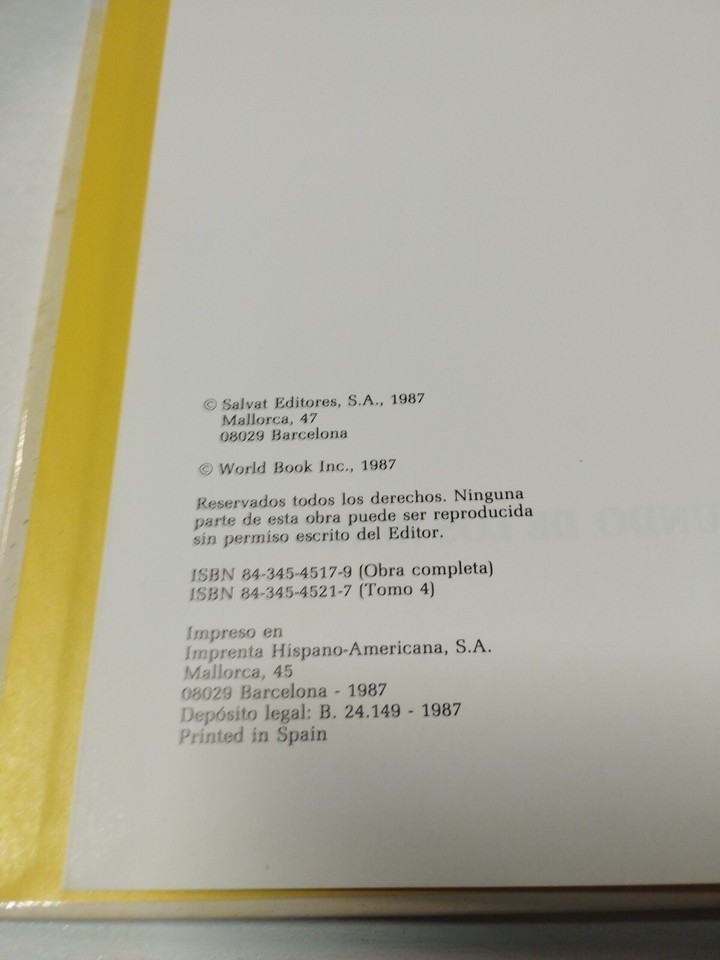 © Salvat Editores, S.A., 1987
Mallorca, 47
08029 Barcelona
© World Book Inc., 1987
Reservados todos los derechos. Ninguna
parte de esta obra puede ser reproducida
sin permiso escrito del Editor.
ISBN 84-345-4517-9 (Obra completa)
ISBN 84-345-4521-7 (Tomo 4)
Impreso en
Imprenta Hispano-Americana, S.A.
Mallorca, 45
08029 Barcelona - 1987
Depósito legal: B. 24.149 - 1987
Printed in Spain